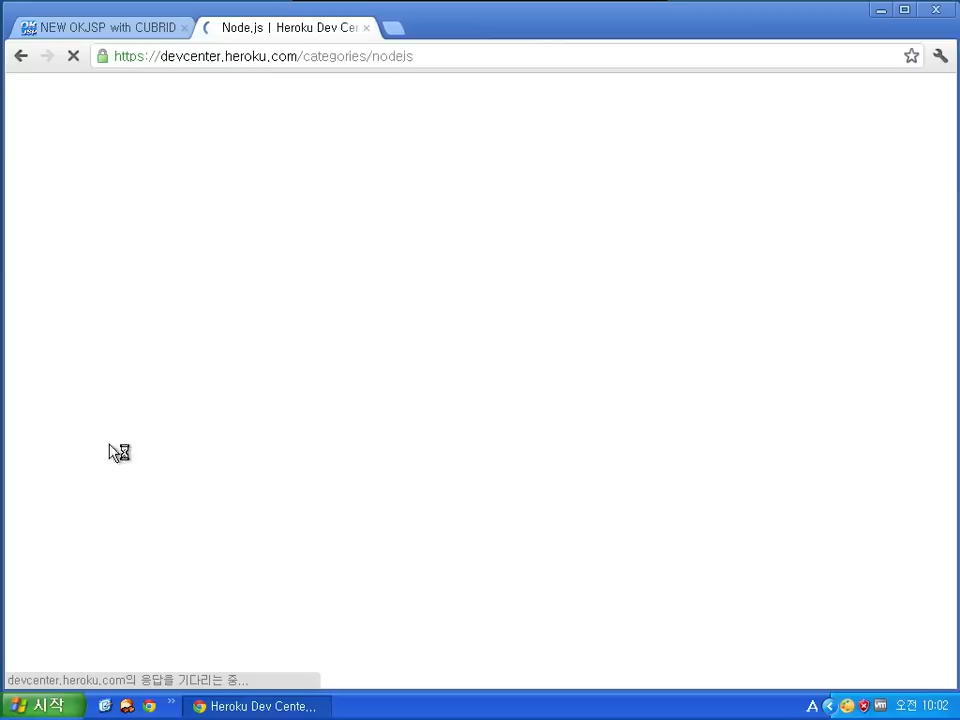 NEW OKJSP with CUBRID
Node.js | Heroku Dev Cer
https://devcenter.heroku.com/categories/nodejs
devcenter.heroku.com의 응답을 기다리는 중...
시작
Heroku Dev Cente...
A
오전 10:02